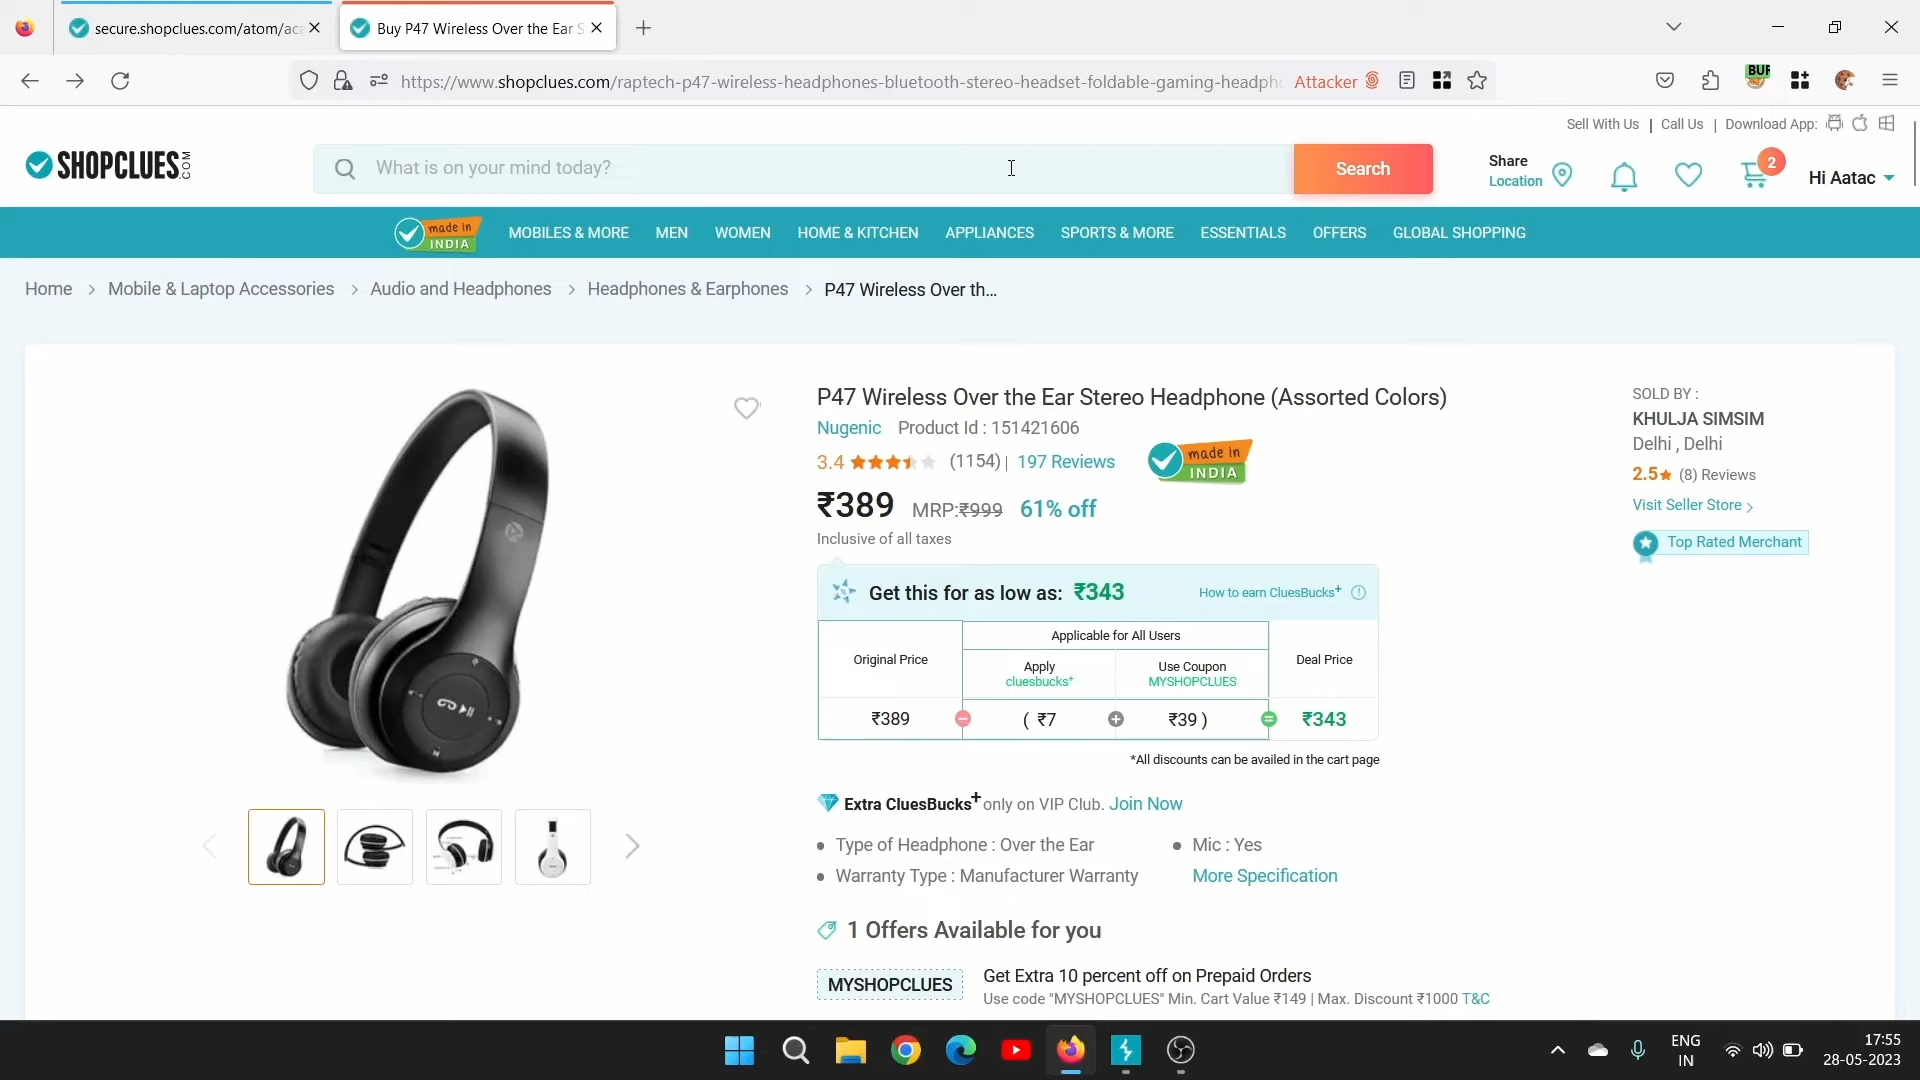 secure.shopclues.com/atom/aca
Buy P47 Wireless Over the Ear S
https://www.shopclues.com/raptech-p47-wireless-headphones-bluetooth-stereo-headset-foldable-gaming-headph
Attacker
BUR
Sell With Us | Call Us | Download App:
SHOPCLUES.COM
What is on your mind today?
Search
Share
Location
2
Hi Aatac
made in
INDIA
MOBILES & MORE
MEN
WOMEN
HOME & KITCHEN
APPLIANCES
SPORTS & MORE
ESSENTIALS
OFFERS
GLOBAL SHOPPING
Home > Mobile & Laptop Accessories > Audio and Headphones > Headphones & Earphones > P47 Wireless Over th...
P47 Wireless Over the Ear Stereo Headphone (Assorted Colors)
Nugenic Product Id : 151421606
3.4 (1154) | 197 Reviews
made in
INDIA
₹389 MRP:₹999 61% off
Inclusive of all taxes
Get this for as low as: ₹343
How to earn CluesBucks+
Original Price
Applicable for All Users
Apply
cluesbucks+
Use Coupon
MYSHOPCLUES
Deal Price
₹389 − ( ₹7 + ₹39 ) = ₹343
*All discounts can be availed in the cart page
Extra CluesBucks+ only on VIP Club. Join Now
Type of Headphone : Over the Ear
Mic : Yes
Warranty Type : Manufacturer Warranty
More Specification
1 Offers Available for you
MYSHOPCLUES
Get Extra 10 percent off on Prepaid Orders
Use code "MYSHOPCLUES" Min. Cart Value ₹149 | Max. Discount ₹1000 T&C
SOLD BY :
KHULJA SIMSIM
Delhi , Delhi
2.5 (8) Reviews
Visit Seller Store >
Top Rated Merchant
ENG
IN
17:55
28-05-2023